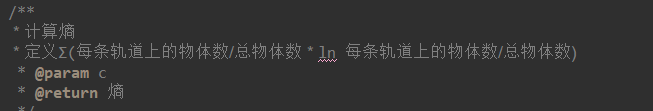 /**
* 计算熵
* 定义Σ(每条轨道上的物体数/总物体数 * ln 每条轨道上的物体数/总物体数)
* @param c
* @return 熵
*/